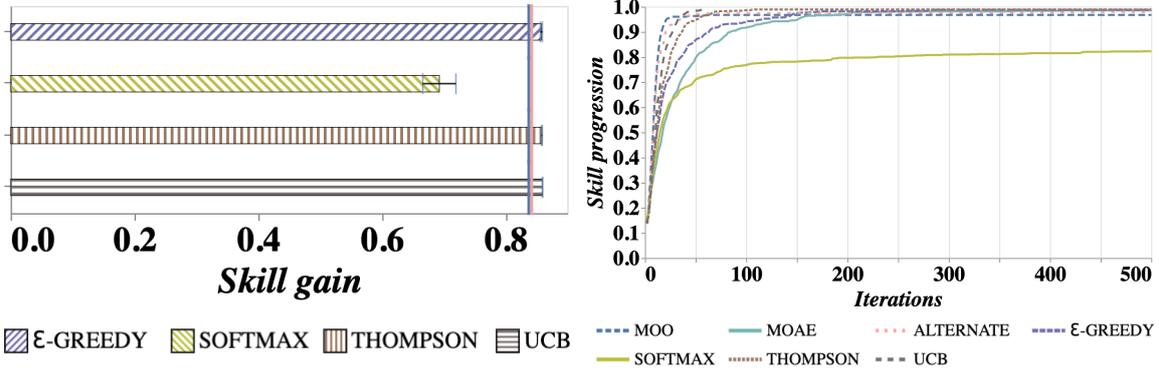 0.0 0.2 0.4 0.6 0.8
Skill gain
Ɛ-GREEDY SOFTMAX THOMPSON UCB
1.0
0.9
0.8
0.7
0.6
0.5
0.4
0.3
0.2
0.1
0.0
Skill progression
0 100 200 300 400 500
Iterations
MOO MOAE ALTERNATE Ɛ-GREEDY
SOFTMAX THOMPSON UCB